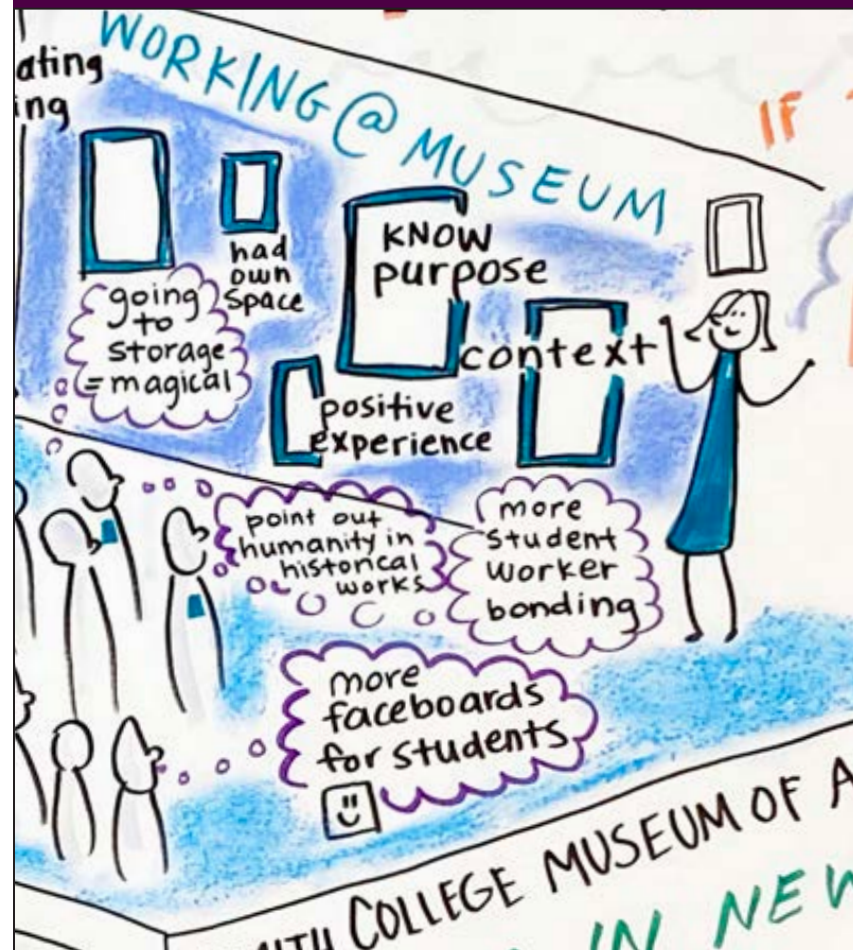 ating
ing
WORKING @ MUSEUM
IF
had
own
space
going
to
storage
= magical
KNOW
purpose
context
positive
experience
point out
humanity in
historical
works
more
student
worker
bonding
more
faceboards
for students
COLLEGE MUSEUM OF A
IN NEW